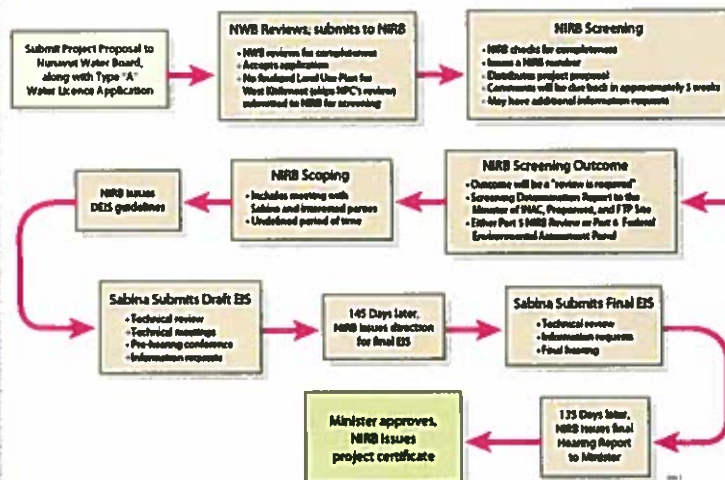 Submit Project Proposal to
Nunavut Water Board,
along with Type "A"
Water Licence Application
NWB Reviews; submits to NIRB
• NWB reviews for completeness
• Accepts application
• No finalized Land Use Plan for
West Kitikmeot (skips NPC's review)
submitted to NIRB for screening
NIRB Screening
• NIRB checks for completeness
• Issues a NIRB number
• Distributes project proposal
• Comments will be due back in approximately 3 weeks
• May have additional information requests
NIRB Screening Outcome
• Outcome will be a "review is required"
• Screening Determination Report to the
Minister of INAC, Proponent, and FTP Site
• Either Part 5 NIRB Review or Part 6 Federal
Environmental Assessment Panel
NIRB Scoping
• Includes meeting with
Sabina and interested parties
• Undefined period of time
NIRB Issues
DEIS guidelines
Sabina Submits Draft EIS
• Technical review
• Technical meetings
• Pre-hearing conference
• Information requests
145 Days later,
NIRB issues direction
for final EIS
Sabina Submits Final EIS
• Technical review
• Information requests
• Final hearing
135 Days later,
NIRB Issues final
Hearing Report
to Minister
Minister approves,
NIRB Issues
project certificate